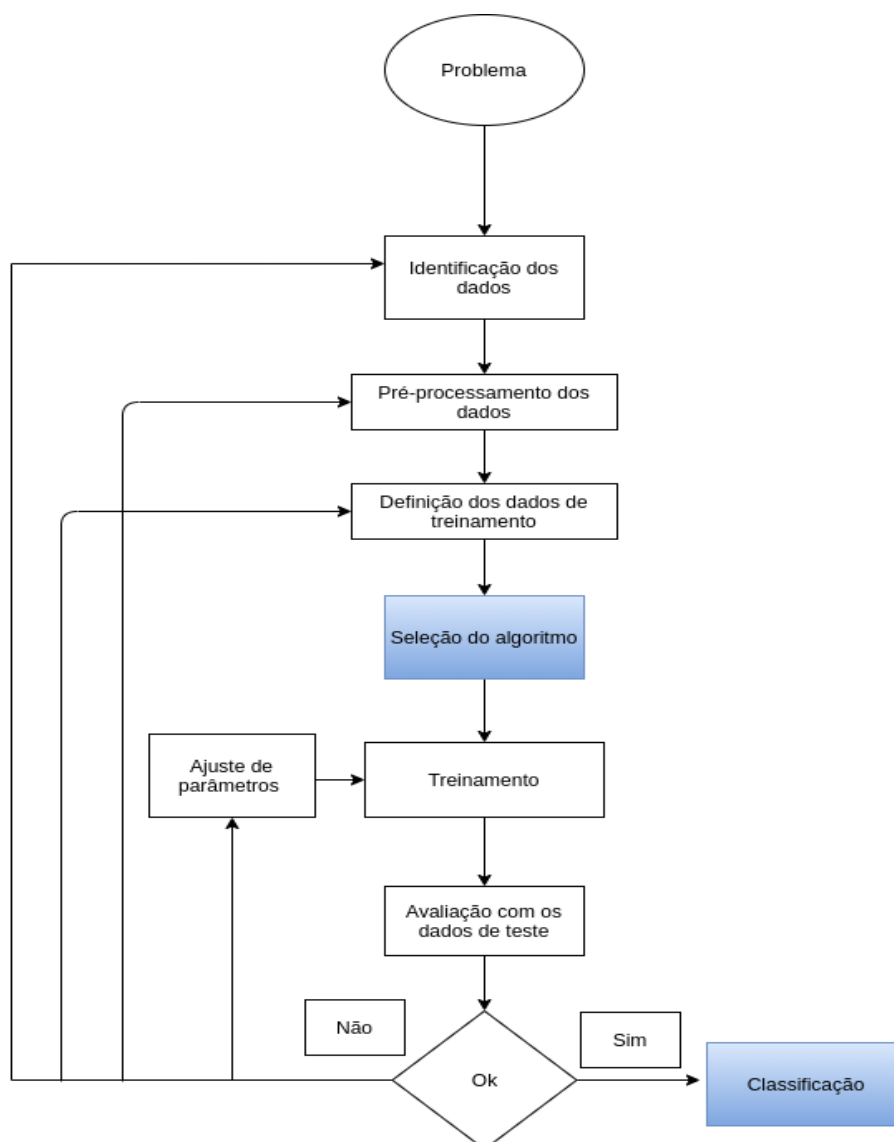 Problema
Identificação dos
dados
Pré-processamento dos
dados
Definição dos dados de
treinamento
Seleção do algoritmo
Ajuste de
parâmetros
Treinamento
Avaliação com os
dados de teste
Não
Sim
Ok
Classificação